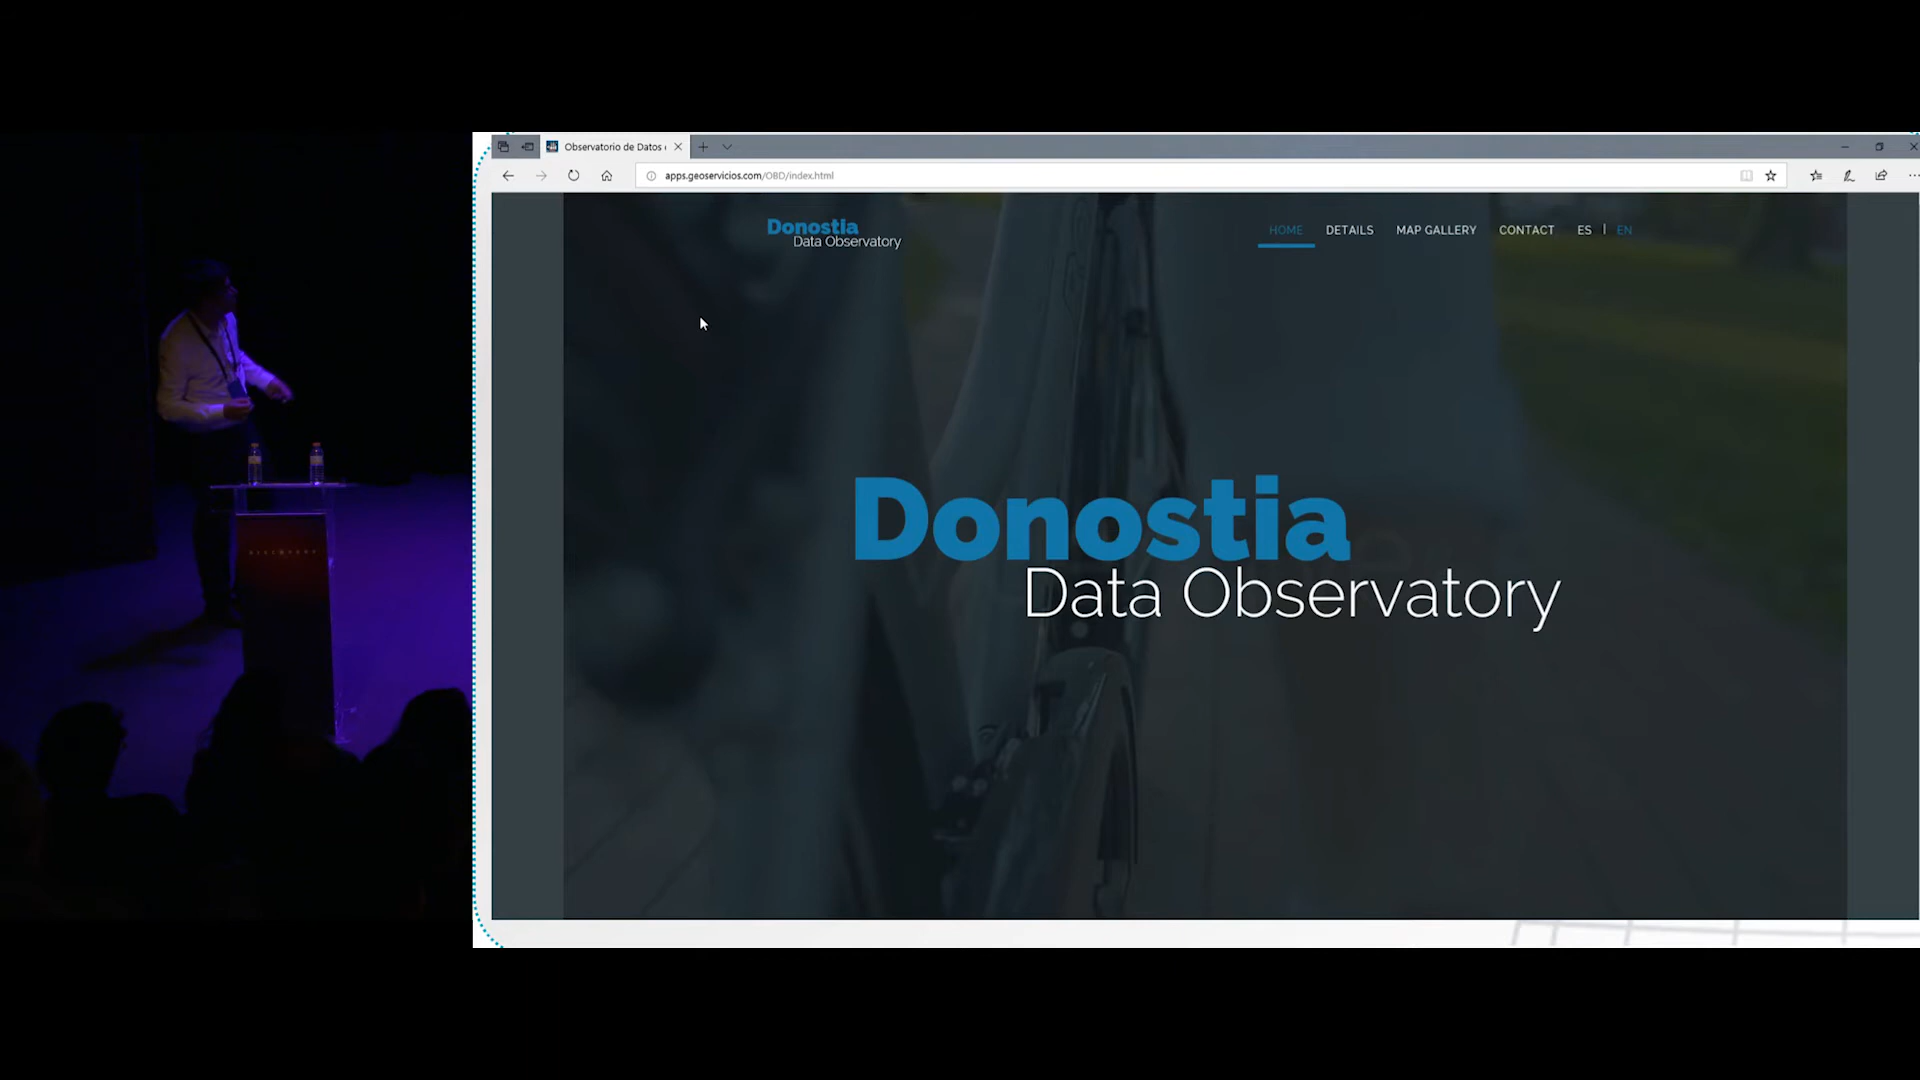 Observatorio de Datos
apps.geoservicios.com/OBD/index.html
Donostia
Data Observatory
HOME
DETAILS
MAP GALLERY
CONTACT
ES | EN
Donostia
Data Observatory